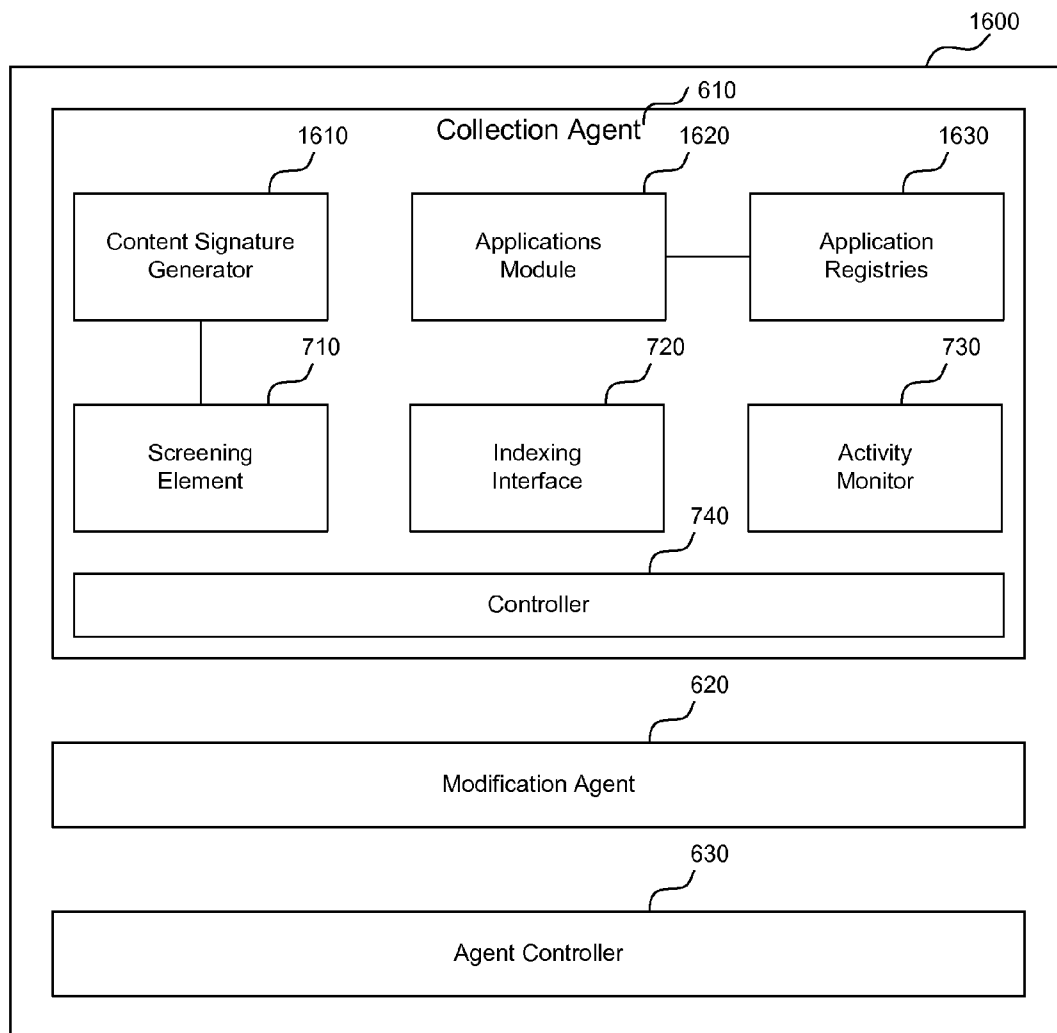 1600
610
Collection Agent
1610
1620
1630
Content Signature
Generator
Applications
Module
Application
Registries
710
720
730
Screening
Element
Indexing
Interface
Activity
Monitor
740
Controller
620
Modification Agent
630
Agent Controller